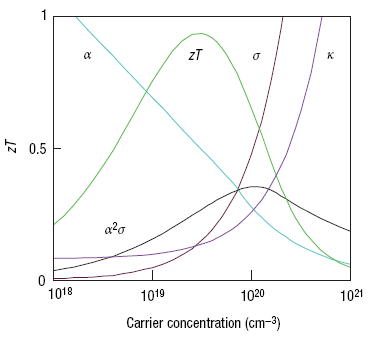 1
α
zT
σ
κ
zT
0.5
α²σ
0
10¹⁸
10¹⁹
10²⁰
10²¹
Carrier concentration (cm⁻³)